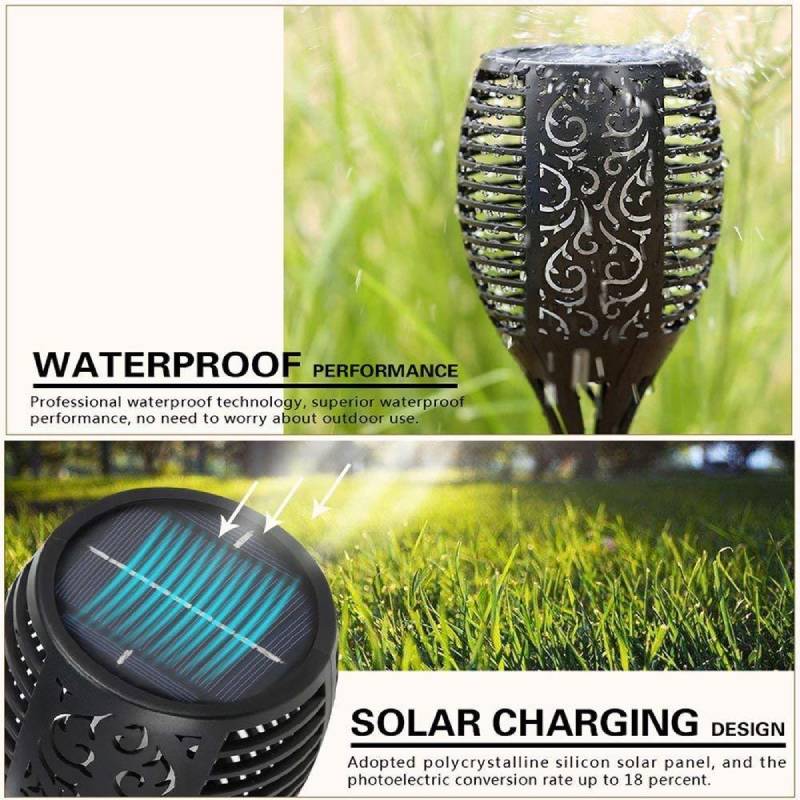 WATERPROOF PERFORMANCE
Professional waterproof technology, superior waterproof
performance, no need to worry about outdoor use.
SOLAR CHARGING DESIGN
Adopted polycrystalline silicon solar panel, and the
photoelectric conversion rate up to 18 percent.